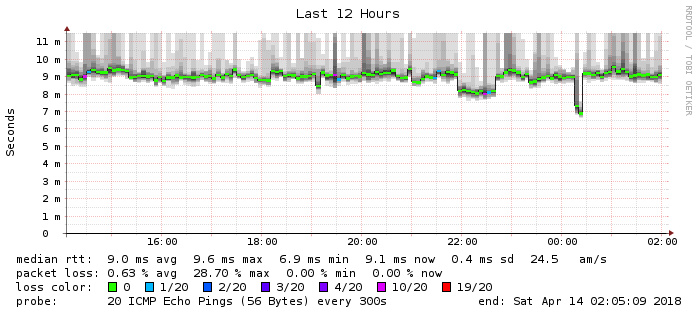 Last 12 Hours
RRDTOOL / TOBI OETIKER
Seconds
11 m
10 m
9 m
8 m
7 m
6 m
5 m
4 m
3 m
2 m
1 m
0
16:00 18:00 20:00 22:00 00:00 02:00
median rtt: 9.0 ms avg 9.6 ms max 6.9 ms min 9.1 ms now 0.4 ms sd 24.5 am/s
packet loss: 0.63 % avg 28.70 % max 0.00 % min 0.00 % now
loss color: 0 1/20 2/20 3/20 4/20 10/20 19/20
probe: 20 ICMP Echo Pings (56 Bytes) every 300s end: Sat Apr 14 02:05:09 2018